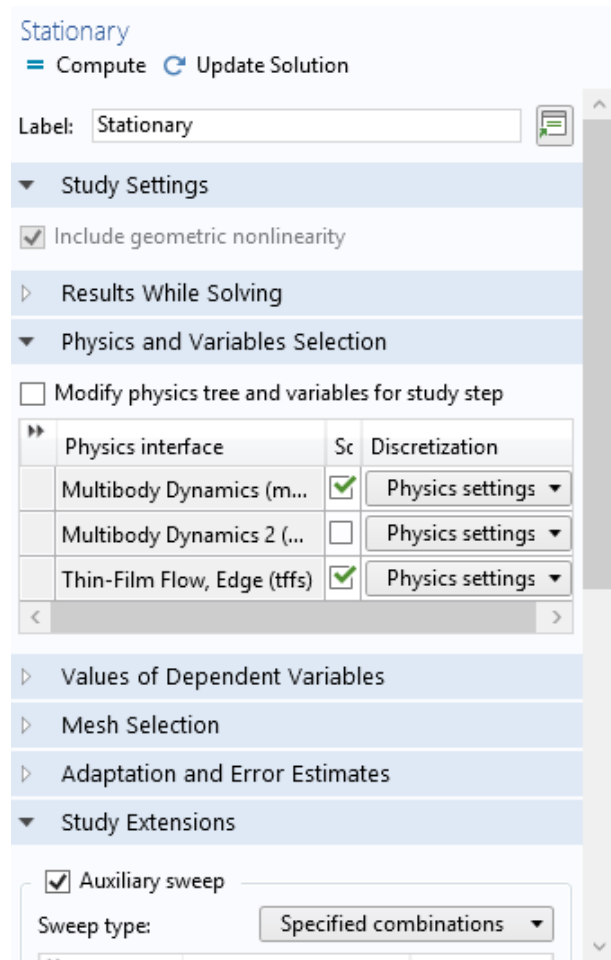 Stationary
= Compute Update Solution
Label: Stationary
Study Settings
Include geometric nonlinearity
Results While Solving
Physics and Variables Selection
Modify physics tree and variables for study step
Physics interface Sc Discretization
Multibody Dynamics (m... Physics settings
Multibody Dynamics 2 (... Physics settings
Thin-Film Flow, Edge (tffs) Physics settings
Values of Dependent Variables
Mesh Selection
Adaptation and Error Estimates
Study Extensions
Auxiliary sweep
Sweep type: Specified combinations